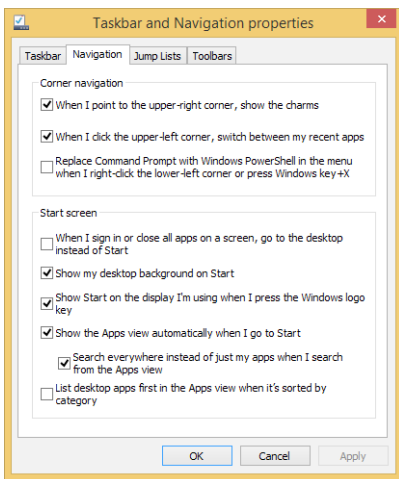 Taskbar and Navigation properties
Taskbar Navigation Jump Lists Toolbars
Corner navigation
When I point to the upper-right corner, show the charms
When I click the upper-left corner, switch between my recent apps
Replace Command Prompt with Windows PowerShell in the menu
when I right-click the lower-left corner or press Windows key+X
Start screen
When I sign in or close all apps on a screen, go to the desktop
instead of Start
Show my desktop background on Start
Show Start on the display I'm using when I press the Windows logo
key
Show the Apps view automatically when I go to Start
Search everywhere instead of just my apps when I search
from the Apps view
List desktop apps first in the Apps view when it's sorted by
category
OK Cancel Apply